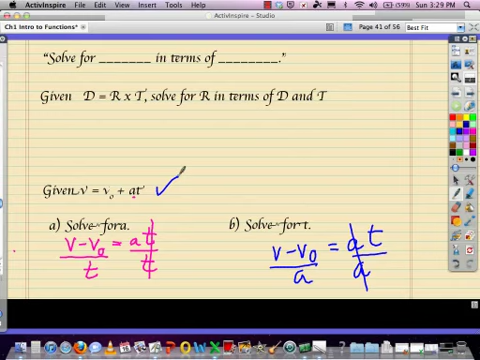 ActivInspire File Edit View Insert Tools Help (59%) Sun 3:29 PM
ActivInspire – Studio
Ch1 Intro to Functions* Page 41 of 56 Best Fit
"Solve for _______ in terms of ________."
Given D = R x T, solve for R in terms of D and T
Given v = v₀ + at
a) Solve for a. b) Solve for t.
v-v₀ = at
t t
v-v₀ = at
a a